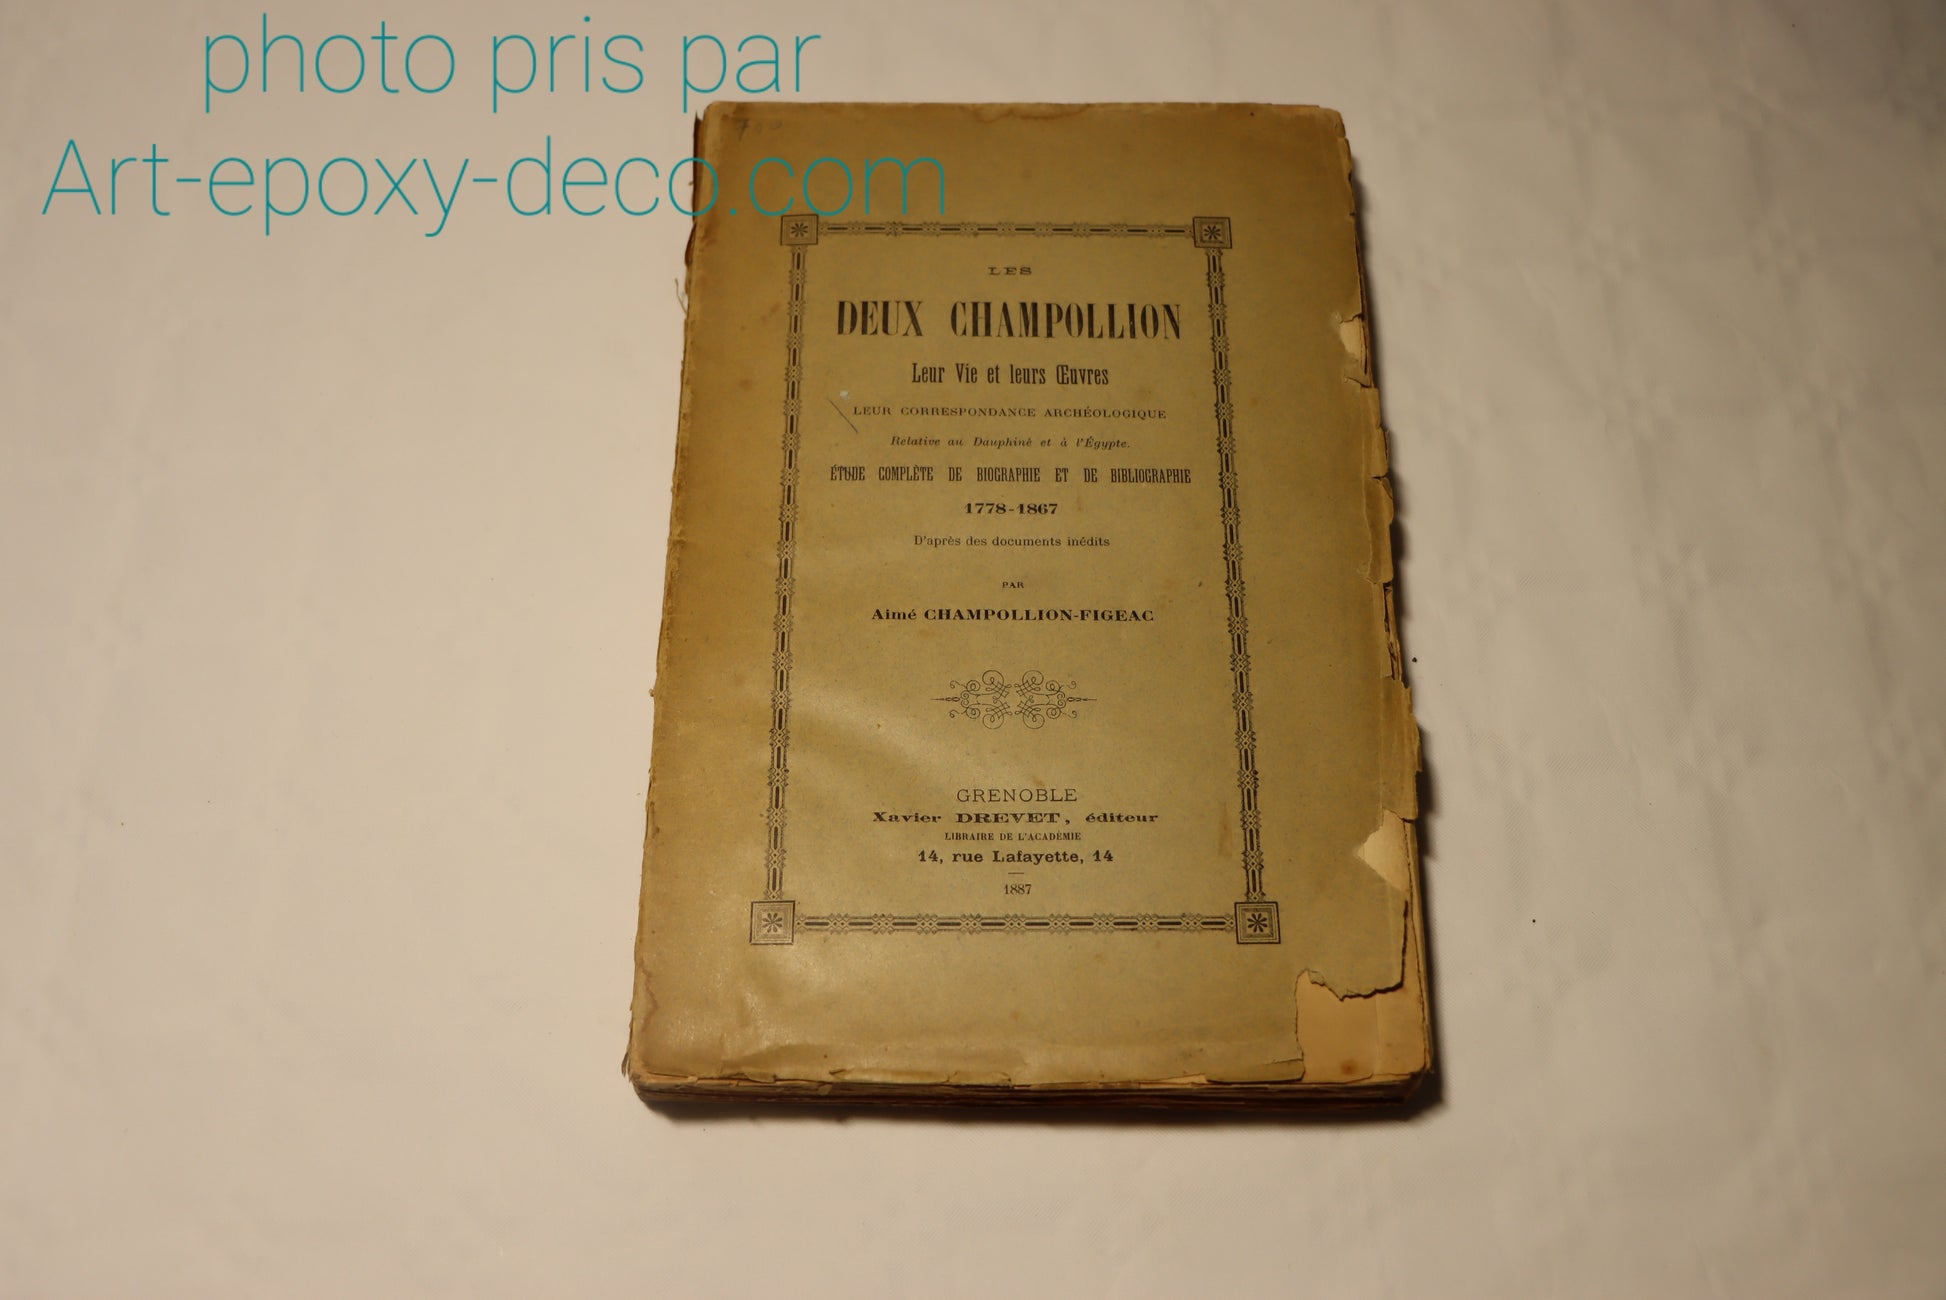 photo pris par
Art-epoxy-deco.com
LES
DEUX CHAMPOLLION
Leur Vie et leurs Œuvres
LEUR CORRESPONDANCE ARCHÉOLOGIQUE
Relative au Dauphiné et à l'Égypte.
ÉTUDE COMPLÈTE DE BIOGRAPHIE ET DE BIBLIOGRAPHIE
1778-1867
D'après des documents inédits
PAR
Aimé CHAMPOLLION-FIGEAC
GRENOBLE
Xavier DREVET, éditeur
LIBRAIRE DE L'ACADÉMIE
14, rue Lafayette, 14
1887